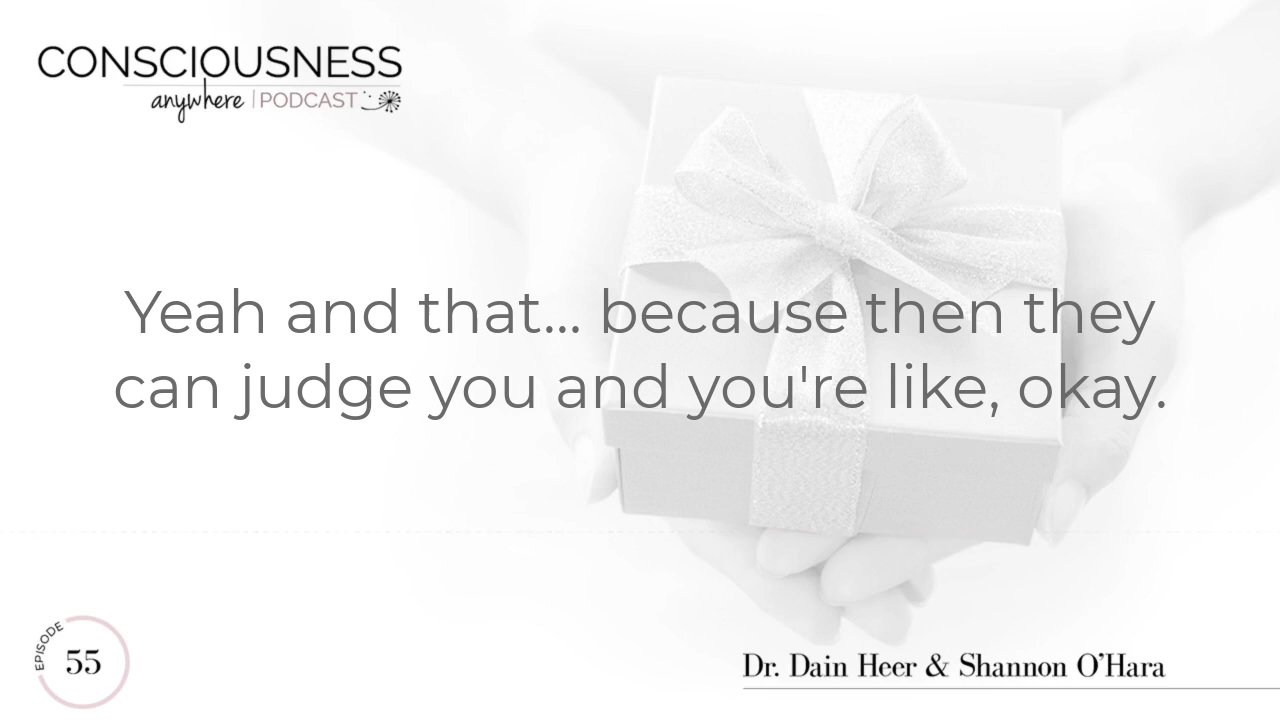 CONSCIOUSNESS
anywhere | PODCAST
Yeah and that... because then they
can judge you and you're like, okay.
EPISODE
55
Dr. Dain Heer & Shannon O'Hara